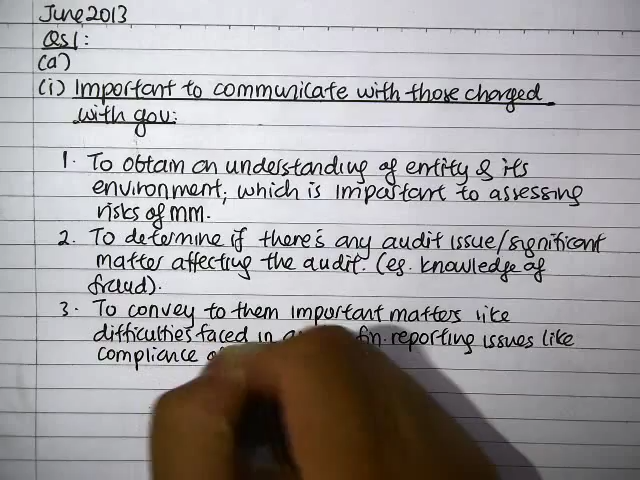 June 2013
Qs1:
(a)
(i) Important to communicate with those charged
with gov:
1. To obtain an understanding of entity & its
environment, which is important to assessing
risks of MM.
2. To determine if there's any audit issue/significant
matter affecting the audit. (eg. knowledge of
fraud).
3. To convey to them important matters like
difficulties faced in fin. reporting issues like
compliance